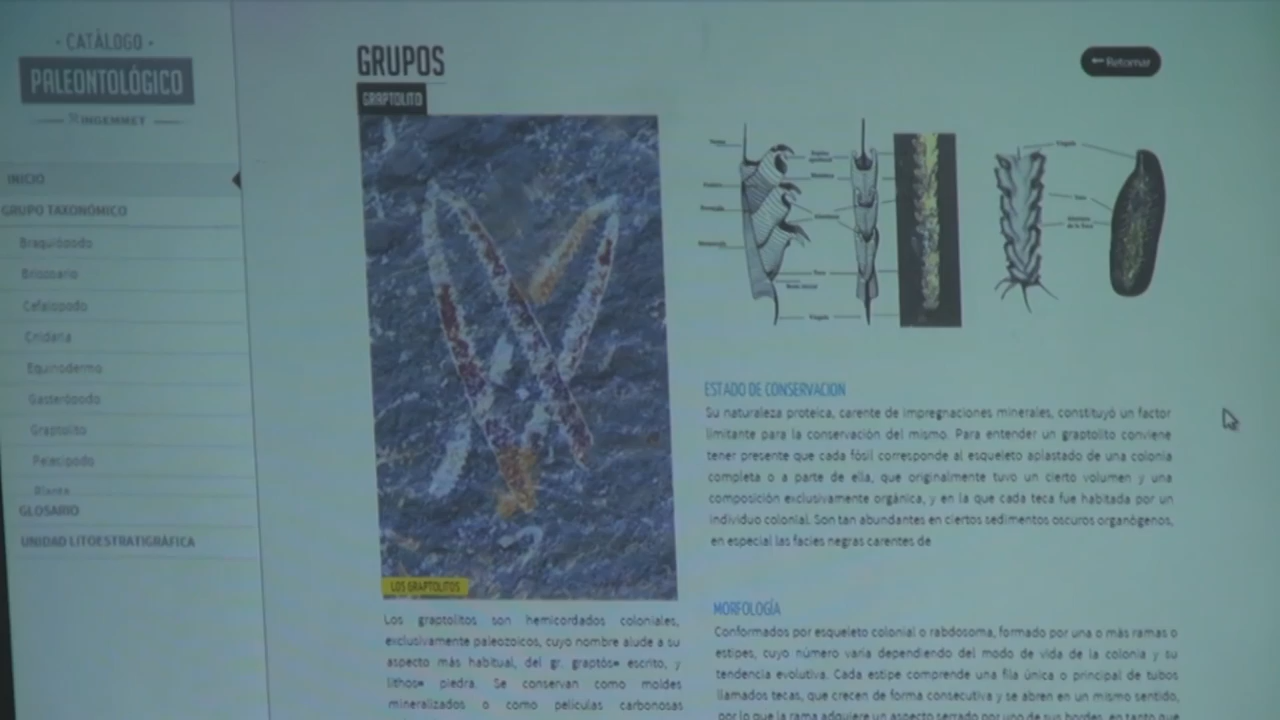 · CATÀLOGO ·
PALEONTOLÓGICO
INGEMMET
INICIO
GRUPO TAXONÓMICO
Braquiópodo
Briozoario
Cefalopodo
Cnidaria
Equinodermo
Gasterópodo
Graptolito
Pelecipodo
Planta
GLOSARIO
UNIDAD LITOESTRATIGRÁFICA
GRUPOS
GRAPTOLITO
LOS GRAPTOLITOS
Los graptolitos son hemicordados coloniales,
exclusivamente paleozoicos, cuyo nombre alude a su
aspecto más habitual, del gr. graptós= escrito, y
lithos= piedra. Se conservan como moldes
mineralizados o como películas carbonosas
Retornar
Virgula
Teca
Virgula
ESTADO DE CONSERVACION
Su naturaleza proteica, carente de impregnaciones minerales, constituyó un factor
limitante para la conservación del mismo. Para entender un graptolito conviene
tener presente que cada fósil corresponde al esqueleto aplastado de una colonia
completa o a parte de ella, que originalmente tuvo un cierto volumen y una
composición exclusivamente orgánica, y en la que cada teca fue habitada por un
individuo colonial. Son tan abundantes en ciertos sedimentos oscuros organógenos,
en especial las facies negras carentes de
MORFOLOGÍA
Conformados por esqueleto colonial o rabdosoma, formado por una o más ramas o
estipes, cuyo número varia dependiendo del modo de vida de la colonia y su
tendencia evolutiva. Cada estipe comprende una fila única o principal de tubos
llamados tecas, que crecen de forma consecutiva y se abren en un mismo sentido,
por lo que la rama adquiere un aspecto serrado por uno de sus bordes, en tanto que